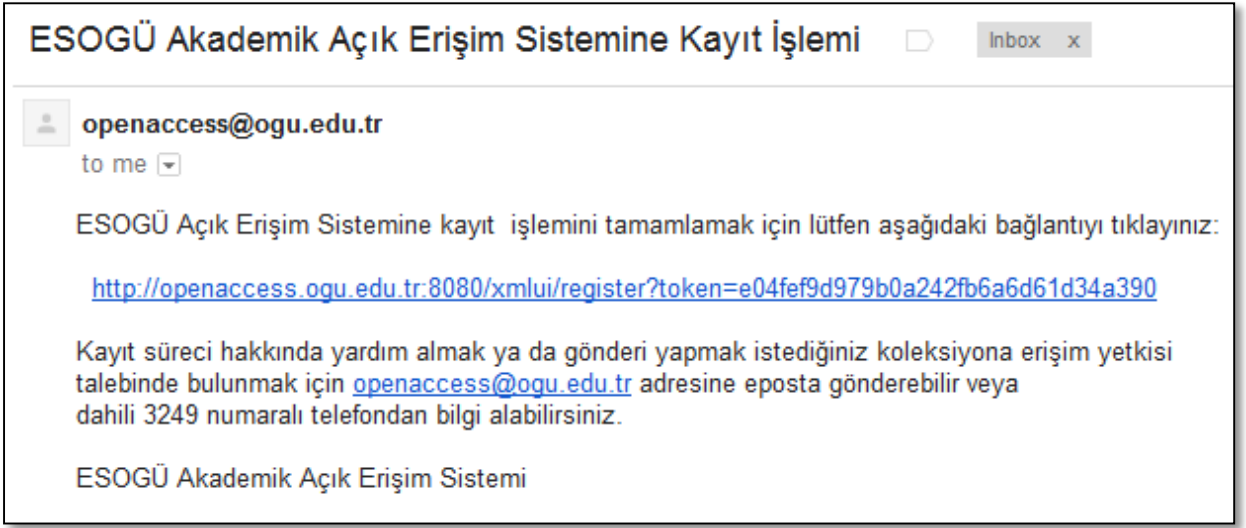 ESOGÜ Akademik Açık Erişim Sistemine Kayıt İşlemi Inbox x
openaccess@ogu.edu.tr
to me
ESOGÜ Açık Erişim Sistemine kayıt işlemini tamamlamak için lütfen aşağıdaki bağlantıyı tıklayınız:
http://openaccess.ogu.edu.tr:8080/xmlui/register?token=e04fef9d979b0a242fb6a6d61d34a390
Kayıt süreci hakkında yardım almak ya da gönderi yapmak istediğiniz koleksiyona erişim yetkisi
talebinde bulunmak için openaccess@ogu.edu.tr adresine eposta gönderebilir veya
dahili 3249 numaralı telefondan bilgi alabilirsiniz.
ESOGÜ Akademik Açık Erişim Sistemi